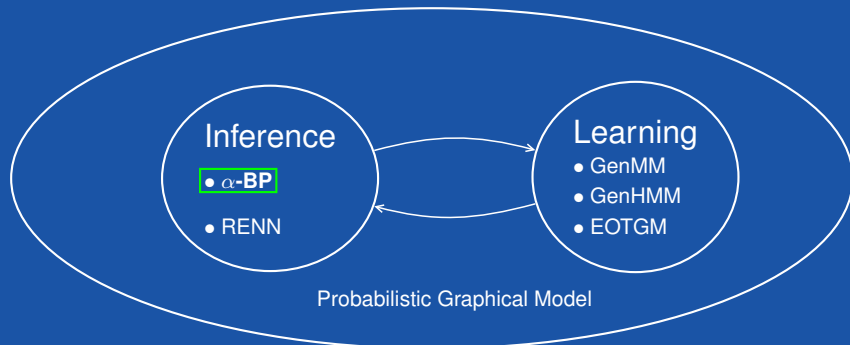 Inference
● α-BP
● RENN
Learning
● GenMM
● GenHMM
● EOTGM
Probabilistic Graphical Model